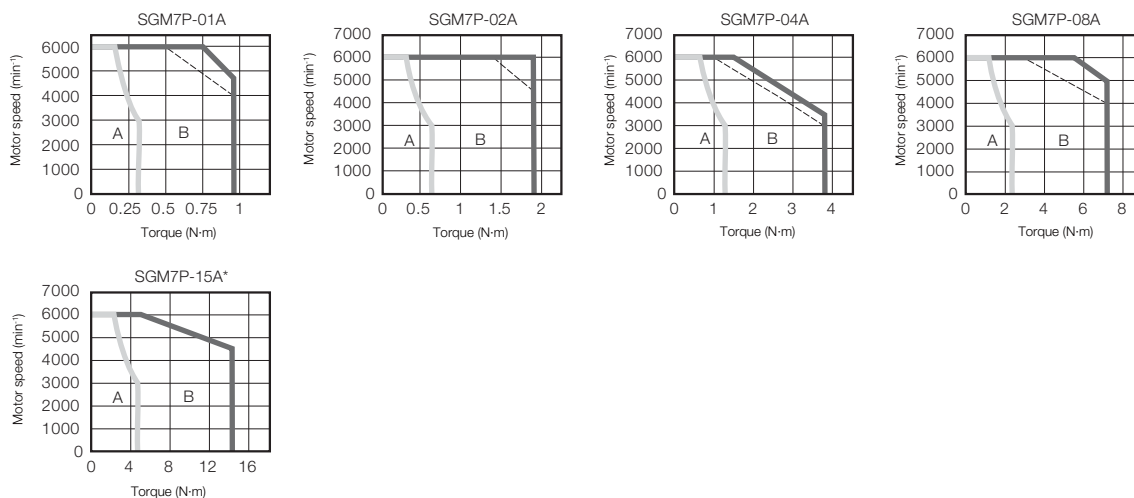 SGM7P-01A
Motor speed (min⁻¹)
7000
6000
5000
4000
3000
2000
1000
0
A
B
0 0.25 0.5 0.75 1
Torque (N·m)
SGM7P-02A
Motor speed (min⁻¹)
7000
6000
5000
4000
3000
2000
1000
0
A
B
0 0.5 1 1.5 2
Torque (N·m)
SGM7P-04A
Motor speed (min⁻¹)
7000
6000
5000
4000
3000
2000
1000
0
A
B
0 1 2 3 4
Torque (N·m)
SGM7P-08A
Motor speed (min⁻¹)
7000
6000
5000
4000
3000
2000
1000
0
A
B
0 2 4 6 8
Torque (N·m)
SGM7P-15A*
Motor speed (min⁻¹)
7000
6000
5000
4000
3000
2000
1000
0
A
B
0 4 8 12 16
Torque (N·m)